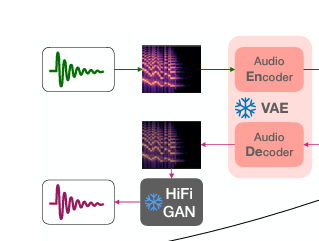 Audio
Encoder
VAE
Audio
Decoder
HiFi
GAN